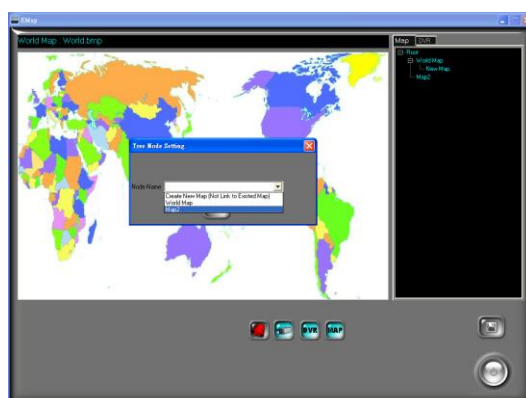 EMap
World Map World.bmp
Map DVR
Root
World Map
New Map
Map2
Tree Node Setting
Node Name
Create New Map (Not Link to Existed Map)
World Map
Map2
DVR MAP